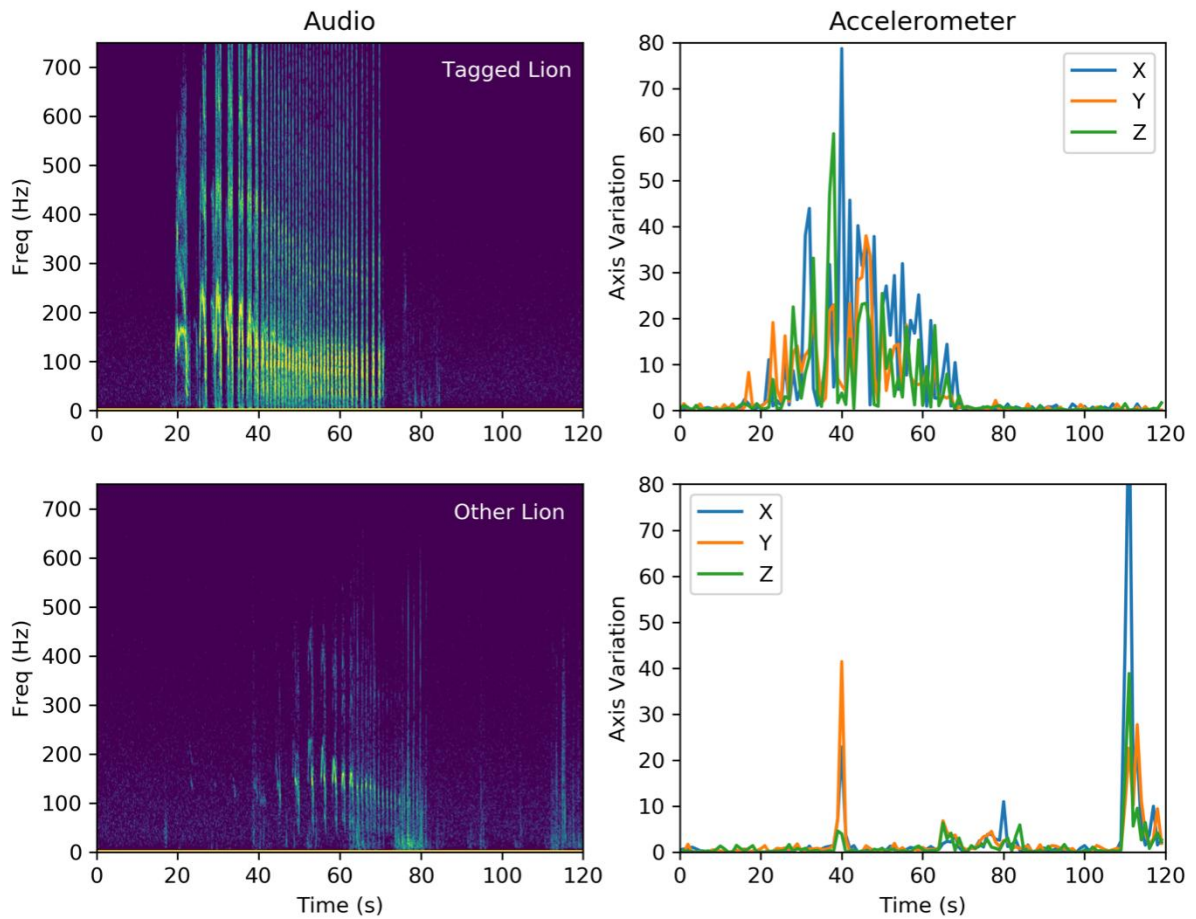 Audio
Accelerometer
Freq (Hz)
700
600
500
400
300
200
100
0
Tagged Lion
0 20 40 60 80 100 120
Axis Variation
80
70
60
50
40
30
20
10
0
X
Y
Z
0 20 40 60 80 100 120
Freq (Hz)
700
600
500
400
300
200
100
0
Other Lion
0 20 40 60 80 100 120
Time (s)
Axis Variation
80
70
60
50
40
30
20
10
0
X
Y
Z
0 20 40 60 80 100 120
Time (s)